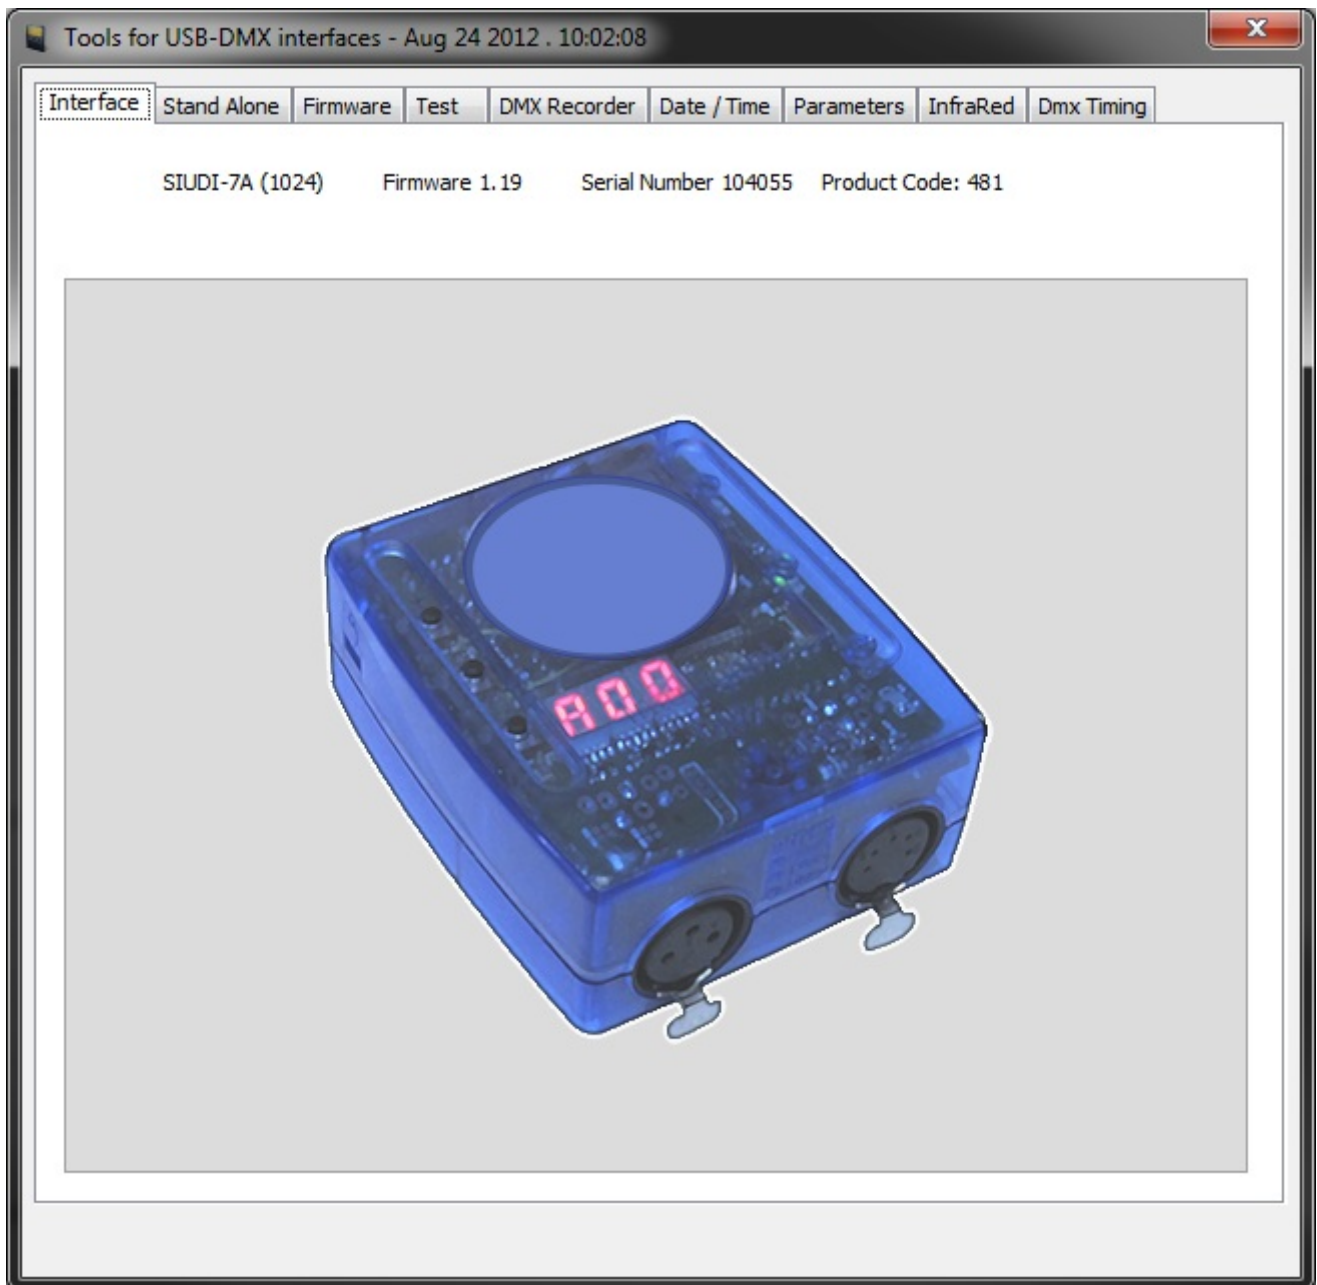 Tools for USB-DMX interfaces - Aug 24 2012 . 10:02:08
Interface Stand Alone Firmware Test DMX Recorder Date / Time Parameters InfraRed Dmx Timing
SIUDI-7A (1024) Firmware 1.19 Serial Number 104055 Product Code: 481
A00